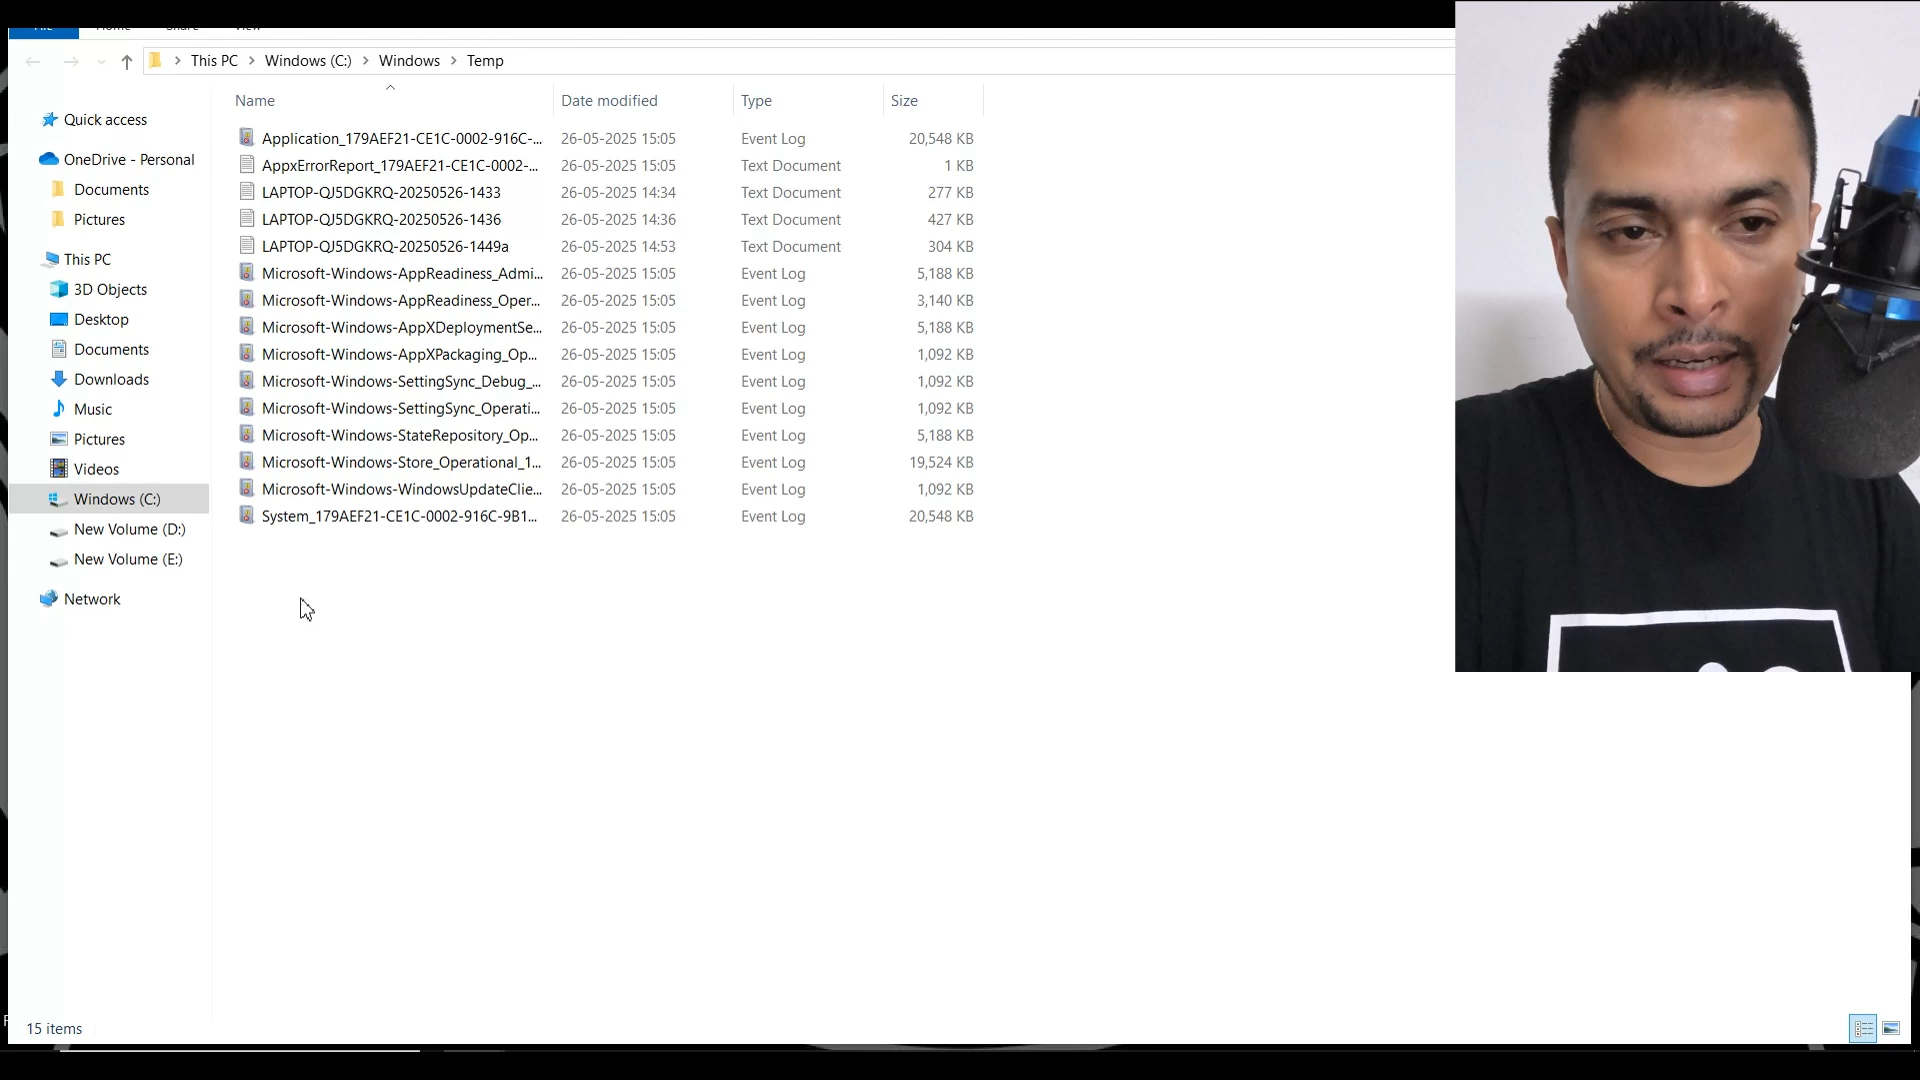 File Home Share View
This PC > Windows (C:) > Windows > Temp
Name Date modified Type Size
Quick access
OneDrive - Personal
Documents
Pictures
This PC
3D Objects
Desktop
Documents
Downloads
Music
Pictures
Videos
Windows (C:)
New Volume (D:)
New Volume (E:)
Network
Application_179AEF21-CE1C-0002-916C-... 26-05-2025 15:05 Event Log 20,548 KB
AppxErrorReport_179AEF21-CE1C-0002-... 26-05-2025 15:05 Text Document 1 KB
LAPTOP-QJ5DGKRQ-20250526-1433 26-05-2025 14:34 Text Document 277 KB
LAPTOP-QJ5DGKRQ-20250526-1436 26-05-2025 14:36 Text Document 427 KB
LAPTOP-QJ5DGKRQ-20250526-1449a 26-05-2025 14:53 Text Document 304 KB
Microsoft-Windows-AppReadiness_Admi... 26-05-2025 15:05 Event Log 5,188 KB
Microsoft-Windows-AppReadiness_Oper... 26-05-2025 15:05 Event Log 3,140 KB
Microsoft-Windows-AppXDeploymentSe... 26-05-2025 15:05 Event Log 5,188 KB
Microsoft-Windows-AppXPackaging_Op... 26-05-2025 15:05 Event Log 1,092 KB
Microsoft-Windows-SettingSync_Debug_... 26-05-2025 15:05 Event Log 1,092 KB
Microsoft-Windows-SettingSync_Operati... 26-05-2025 15:05 Event Log 1,092 KB
Microsoft-Windows-StateRepository_Op... 26-05-2025 15:05 Event Log 5,188 KB
Microsoft-Windows-Store_Operational_1... 26-05-2025 15:05 Event Log 19,524 KB
Microsoft-Windows-WindowsUpdateClie... 26-05-2025 15:05 Event Log 1,092 KB
System_179AEF21-CE1C-0002-916C-9B1... 26-05-2025 15:05 Event Log 20,548 KB
15 items